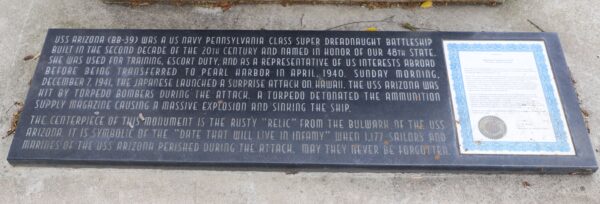 USS ARIZONA (BB-39) WAS A US NAVY PENNSYLVANIA CLASS SUPER DREADNAUGHT BATTLESHIP
BUILT IN THE SECOND DECADE OF THE 20TH CENTURY AND NAMED IN HONOR OF OUR 48TH STATE.
SHE WAS USED FOR TRAINING, ESCORT DUTY, AND AS A REPRESENTATIVE OF US INTERESTS ABROAD
BEFORE BEING TRANSFERRED TO PEARL HARBOR IN APRIL, 1940. SUNDAY MORNING,
DECEMBER 7, 1941, THE JAPANESE LAUNCHED A SURPRISE ATTACK ON HAWAII. THE USS ARIZONA WAS
HIT BY TORPEDO BOMBERS DURING THE ATTACK. A TORPEDO DETONATED THE AMMUNITION
SUPPLY MAGAZINE CAUSING A MASSIVE EXPLOSION AND SINKING THE SHIP.
THE CENTERPIECE OF THIS MONUMENT IS THE RUSTY "RELIC" FROM THE BULWARK OF THE USS
ARIZONA. IT IS SYMBOLIC OF THE "DATE THAT WILL LIVE IN INFAMY" WHEN 1,277 SAILORS AND
MARINES OF THE USS ARIZONA PERISHED DURING THE ATTACK. MAY THEY NEVER BE FORGOTTEN.